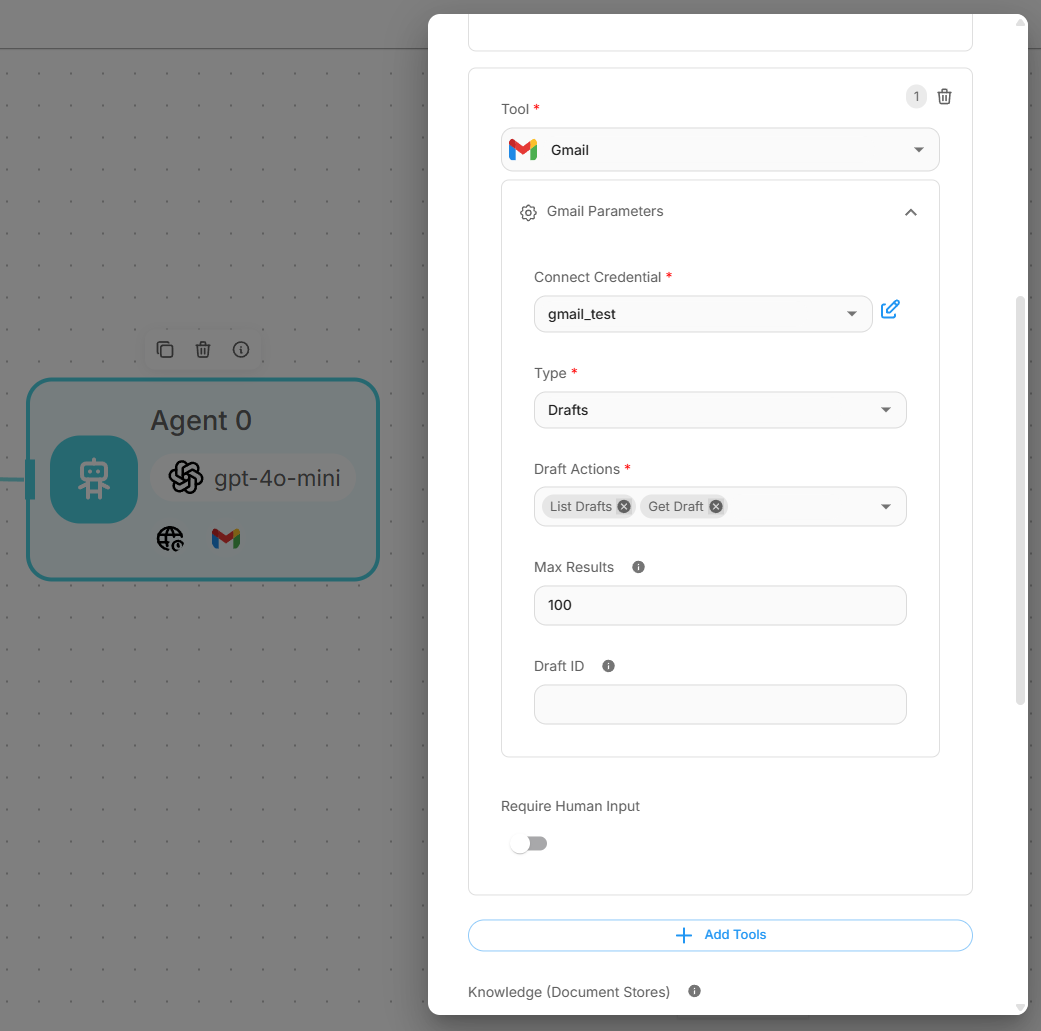 Agent 0
gpt-4o-mini
1
Tool *
Gmail
Gmail Parameters
Connect Credential *
gmail_test
Type *
Drafts
Draft Actions *
List Drafts Get Draft
Max Results
100
Draft ID
Require Human Input
Add Tools
Knowledge (Document Stores)